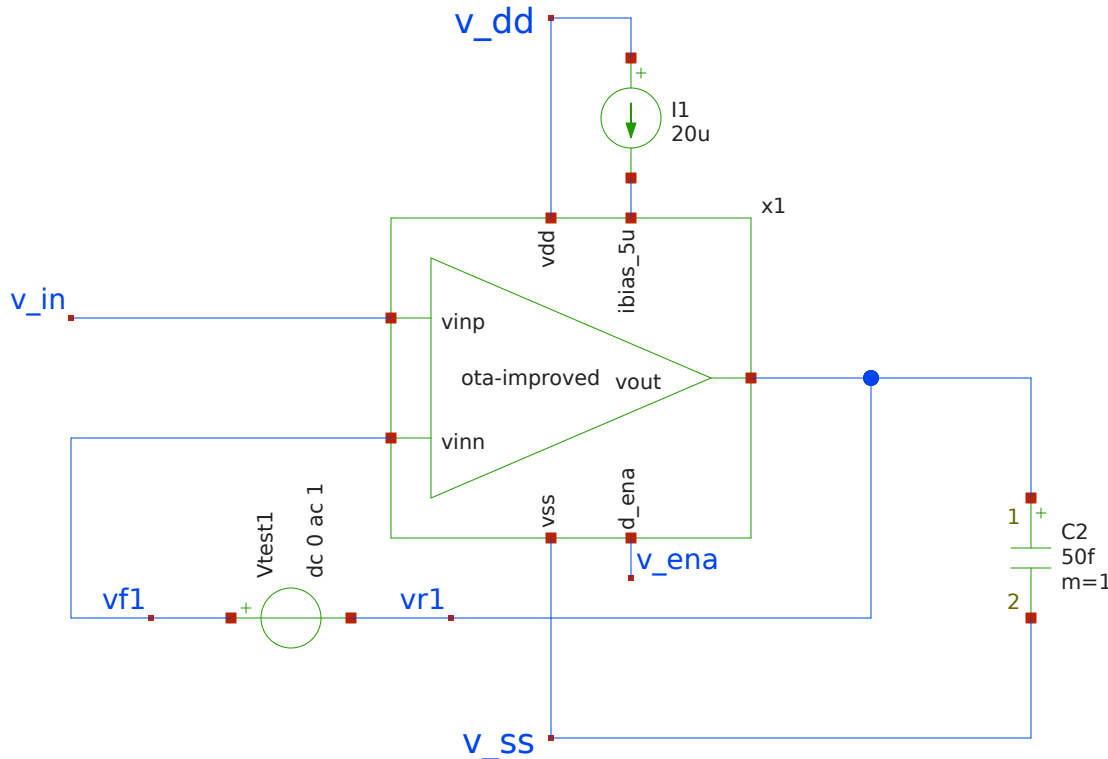 v_dd
+
I1
20u
x1
vdd
ibias_5u
v_in
vinp
ota-improved
vout
vinn
vss
d_ena
v_ena
Vtest1
dc 0 ac 1
vf1
+
vr1
1
+
C2
50f
m=1
2
v_ss